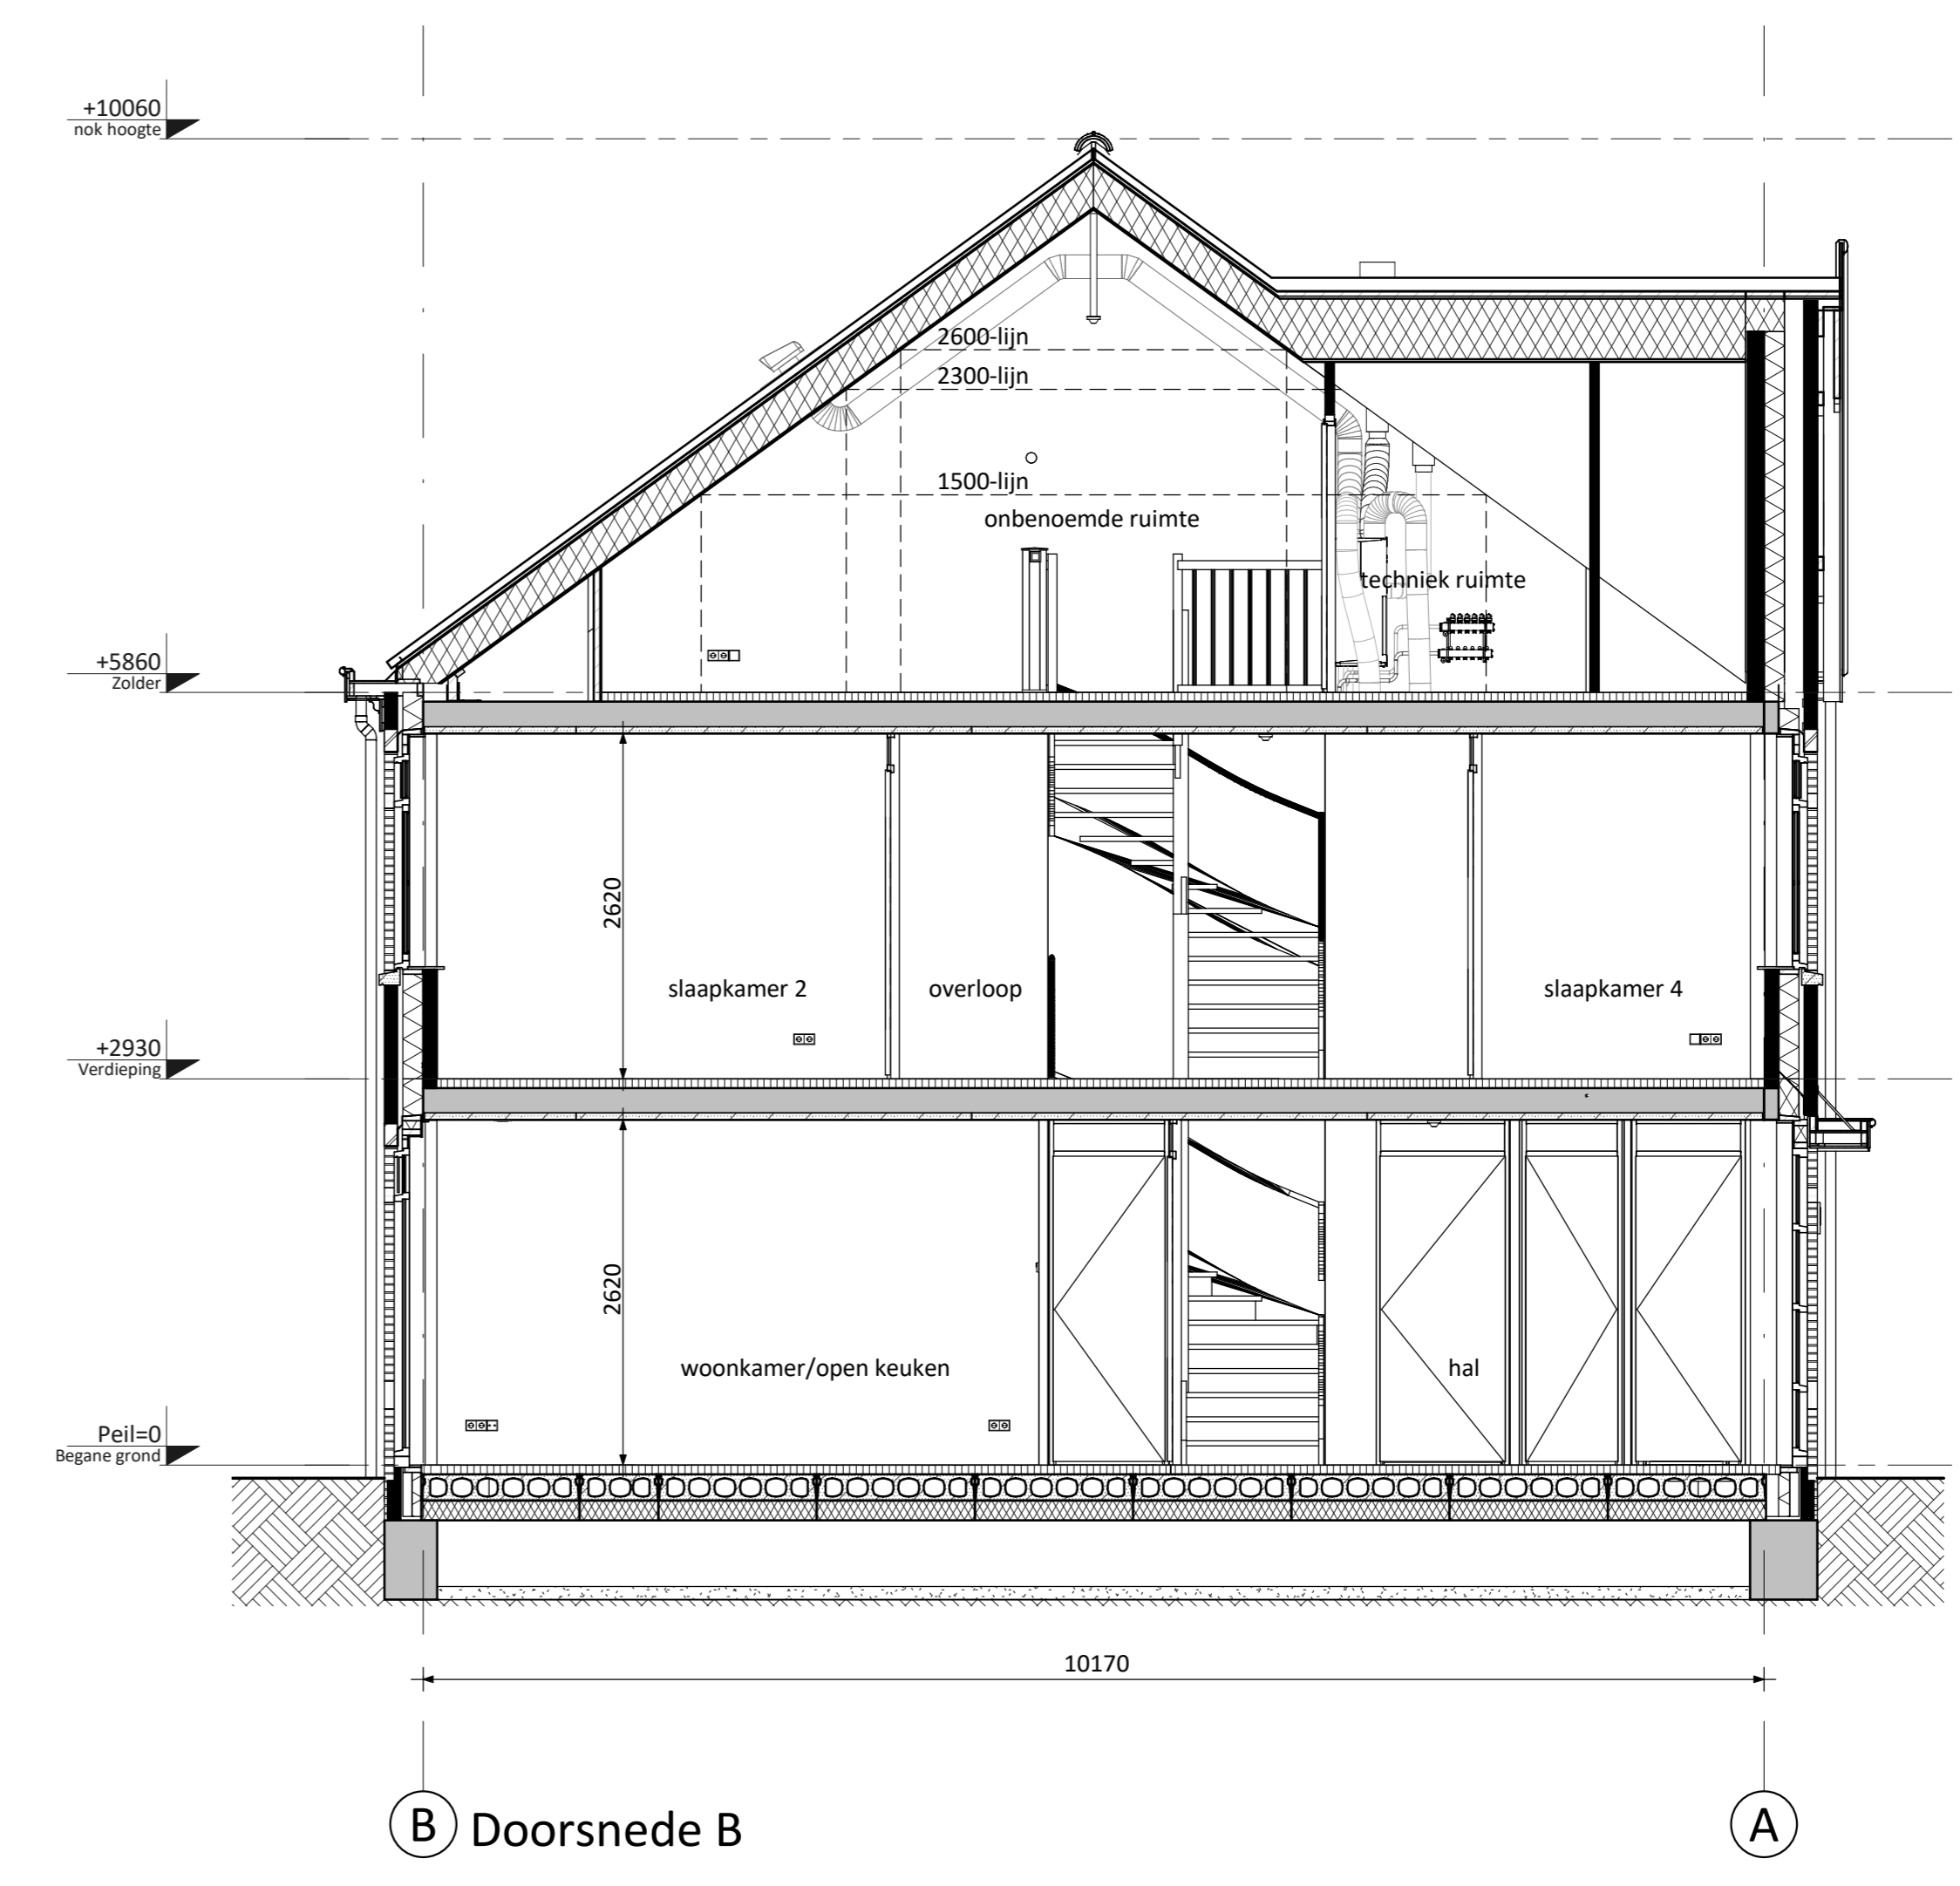 +10060
nok hoogte
2600-lijn
2300-lijn
1500-lijn
onbenoemde ruimte
techniek ruimte
+5860
Zolder
2620
slaapkamer 2
overloop
slaapkamer 4
+2930
Verdieping
2620
woonkamer/open keuken
hal
Peil=0
Begane grond
10170
B
Doorsnede B
A